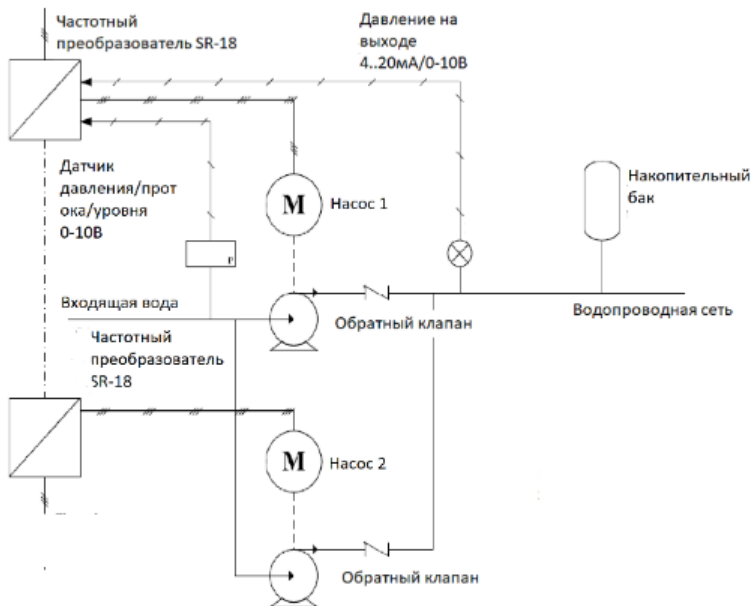 Частотный
преобразователь SR-18
Давление на
выходе
4..20мА/0-10В
Датчик
давления/прот
ока/уровня
0-10В
М
Насос 1
Накопительный
бак
P
Входящая вода
Обратный клапан
Водопроводная сеть
Частотный
преобразователь
SR-18
М
Насос 2
Обратный клапан